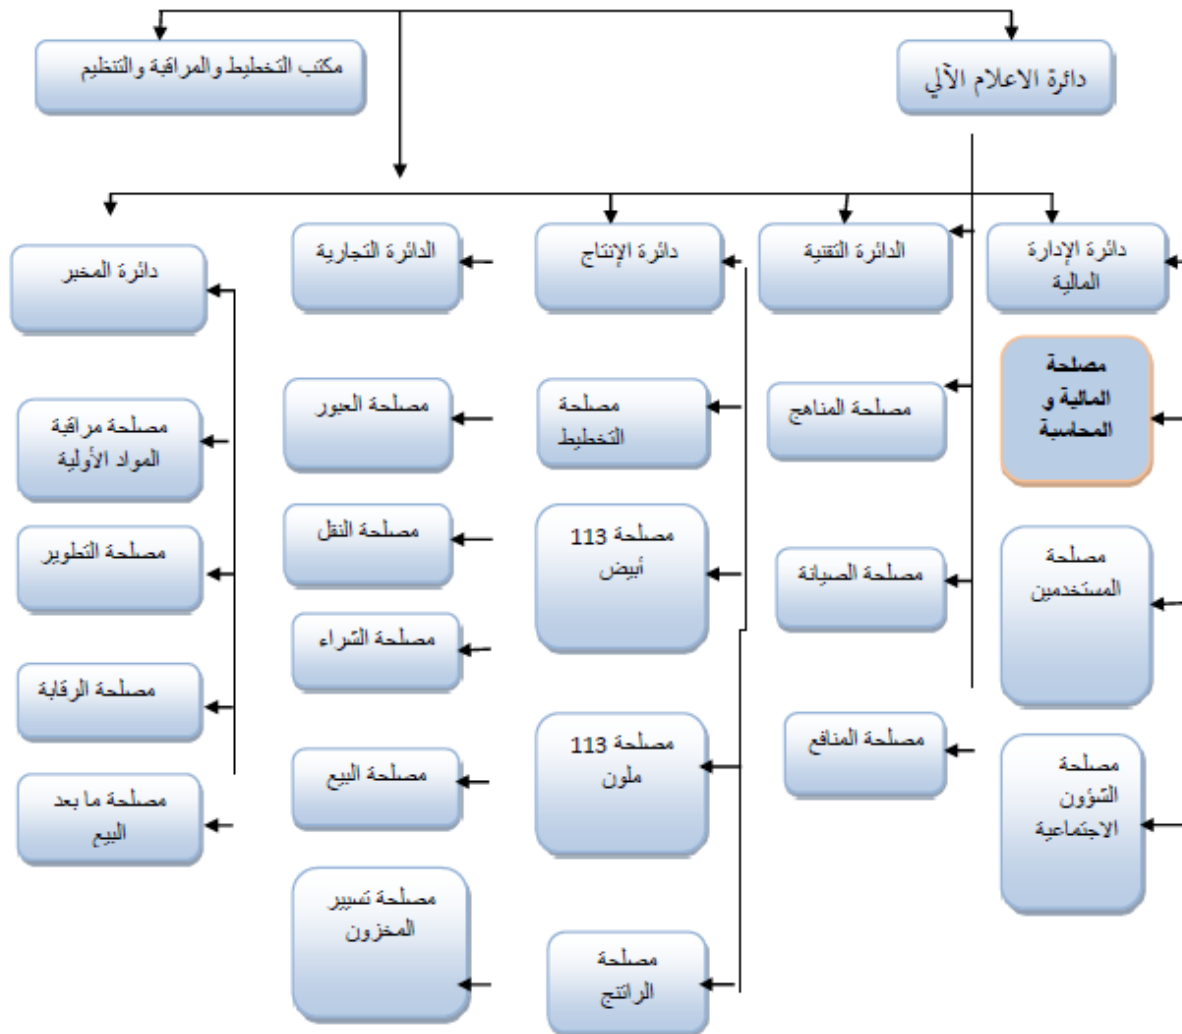 دائرة الاعلام الآلي
مكتب التخطيط والمراقبة والتنظيم
دائرة الإدارة
المالية
الدائرة التقنية
دائرة الإنتاج
الدائرة التجارية
دائرة المخبر
مصلحة
المالية و
المحاسبة
مصلحة المناهج
مصلحة
التخطيط
مصلحة العبور
مصلحة مراقبة
المواد الأولية
مصلحة
المستخدمين
مصلحة الصيانة
مصلحة 113
أبيض
مصلحة النقل
مصلحة التطوير
مصلحة الشراء
مصلحة الرقابة
مصلحة
الشؤون
الاجتماعية
مصلحة المنافع
مصلحة 113
ملون
مصلحة البيع
مصلحة ما بعد
البيع
مصلحة تسيير
المخزون
مصلحة
الراتنج